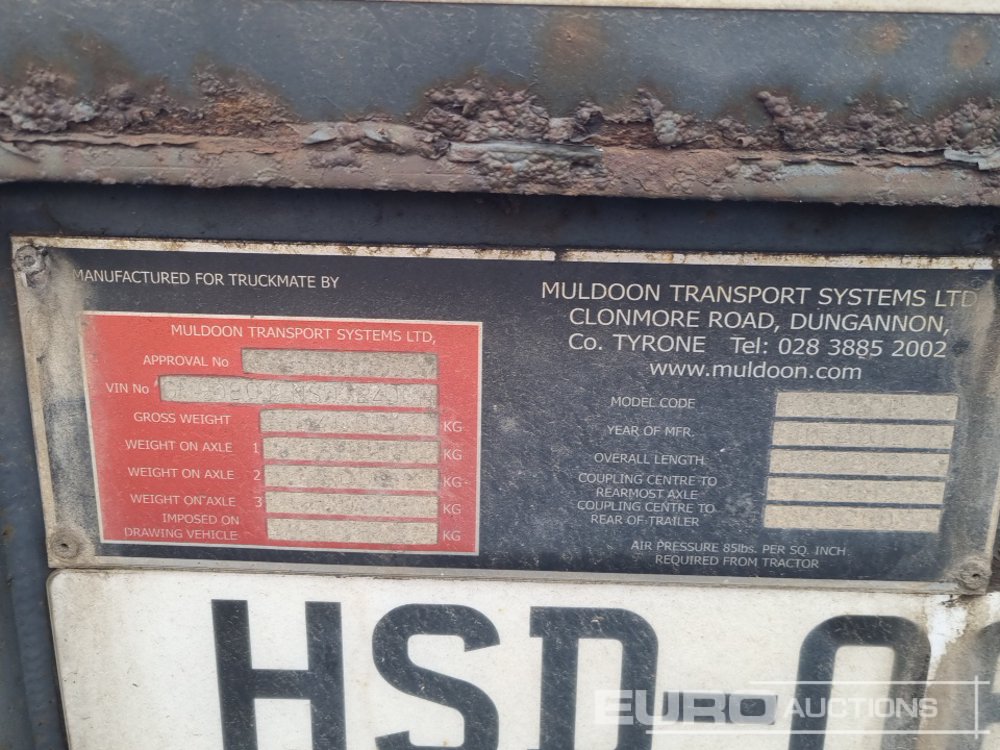 MANUFACTURED FOR TRUCKMATE BY
MULDOON TRANSPORT SYSTEMS LTD,
APPROVAL No
VIN No
GROSS WEIGHT KG
WEIGHT ON AXLE 1 KG
WEIGHT ON AXLE 2 KG
WEIGHT ON AXLE 3 KG
IMPOSED ON
DRAWING VEHICLE KG
MULDOON TRANSPORT SYSTEMS LTD
CLONMORE ROAD, DUNGANNON,
Co. TYRONE Tel: 028 3885 2002
www.muldoon.com
MODEL CODE
YEAR OF MFR.
OVERALL LENGTH
COUPLING CENTRE TO
REARMOST AXLE
COUPLING CENTRE TO
REAR OF TRAILER
AIR PRESSURE 85lbs. PER SQ. INCH
REQUIRED FROM TRACTOR
HSD-0
EURO AUCTIONS